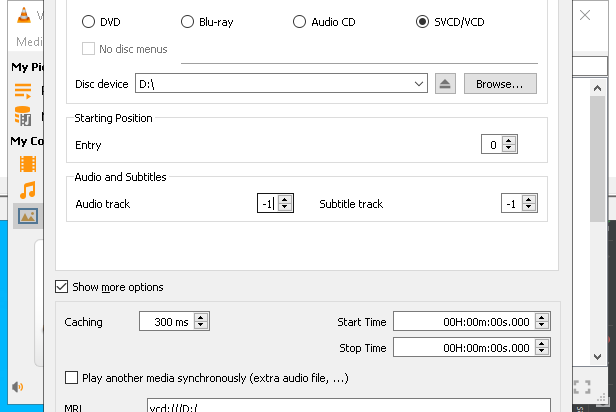 DVD Blu-ray Audio CD SVCD/VCD
Medi
No disc menus
My Pi
Disc device D:\ Browse...
Starting Position
Entry 0
My Co
Audio and Subtitles
Audio track -1 Subtitle track -1
Show more options
Caching 300 ms Start Time 00H:00m:00s.000
Stop Time 00H:00m:00s.000
Play another media synchronously (extra audio file, ...)
MRL vcd:///D:/